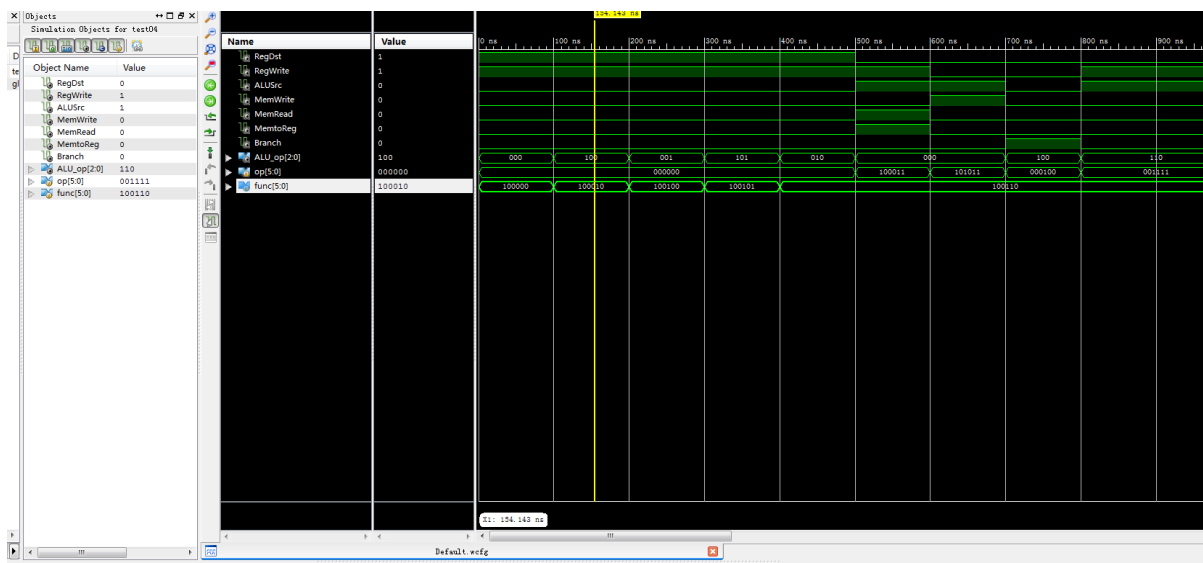 Objects
Simulation Objects for test04
Object Name Value
RegDst 0
RegWrite 1
ALUSrc 1
MemWrite 0
MemRead 0
MemtoReg 0
Branch 0
ALU_op[2:0] 110
op[5:0] 001111
func[5:0] 100110
D
te
gl
154.143 ns
Name Value
0 ns 100 ns 200 ns 300 ns 400 ns 500 ns 600 ns 700 ns 800 ns 900 ns
RegDst 1
RegWrite 1
ALUSrc 0
MemWrite 0
MemRead 0
MemtoReg 0
Branch 0
ALU_op[2:0] 100 000 100 001 101 010 000 100 110
op[5:0] 000000 000000 100011 101011 000100 001111
func[5:0] 100010 100000 100010 100100 100101 100110
X1: 154.143 ns
Default.wcfg